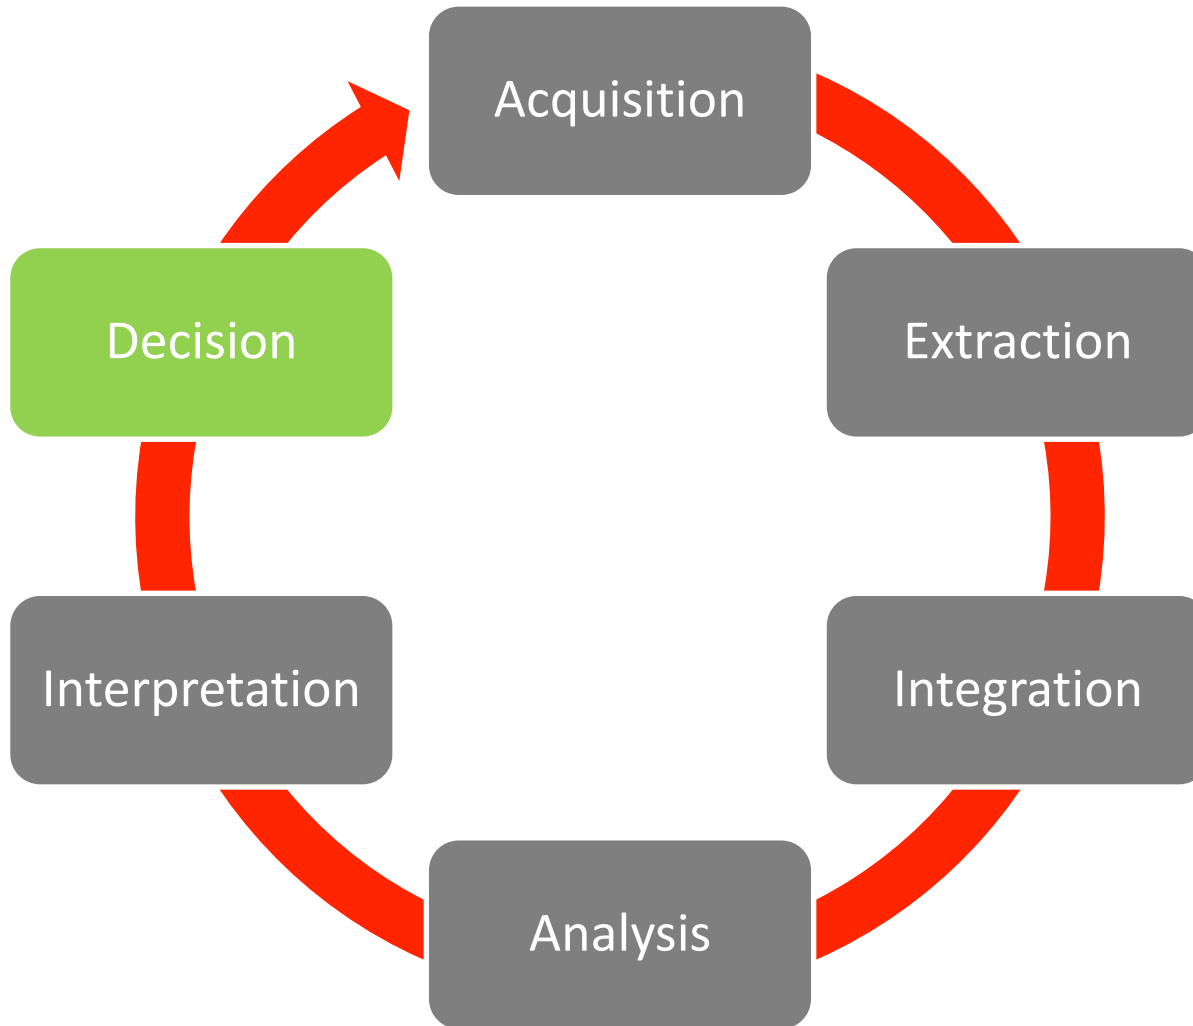 Acquisition
Extraction
Integration
Analysis
Interpretation
Decision